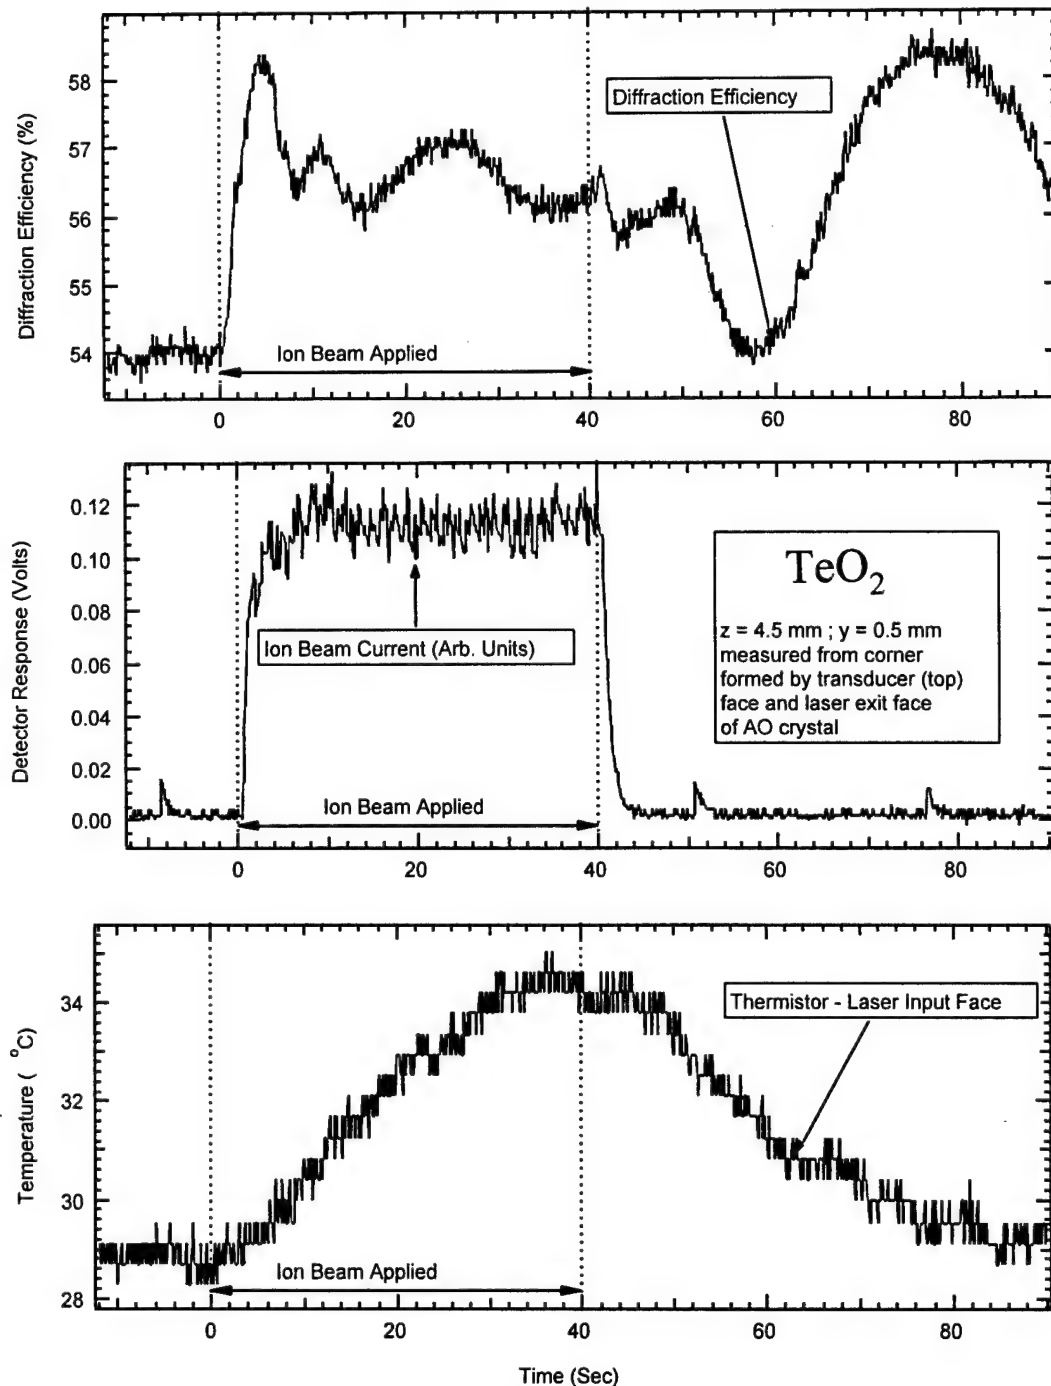 Diffraction Efficiency (%)
58
57
56
55
54
Diffraction Efficiency
Ion Beam Applied
0
20
40
60
80
Detector Response (Volts)
0.12
0.10
0.08
0.06
0.04
0.02
0.00
Ion Beam Current (Arb. Units)
TeO2
z = 4.5 mm ; y = 0.5 mm
measured from corner
formed by transducer (top)
face and laser exit face
of AO crystal
Ion Beam Applied
0
20
40
60
80
Temperature ( °C)
34
32
30
28
Thermistor - Laser Input Face
Ion Beam Applied
0
20
40
60
80
Time (Sec)